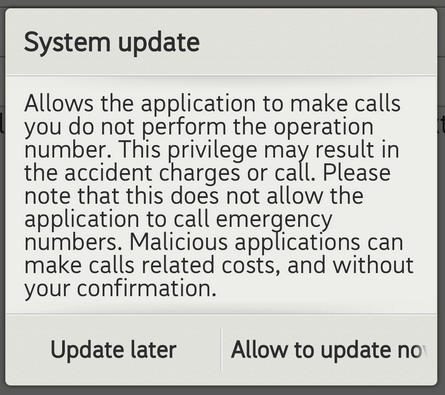 System update
Allows the application to make calls
you do not perform the operation
number. This privilege may result in
the accident charges or call. Please
note that this does not allow the
application to call emergency
numbers. Malicious applications can
make calls related costs, and without
your confirmation.
Update later
Allow to update no